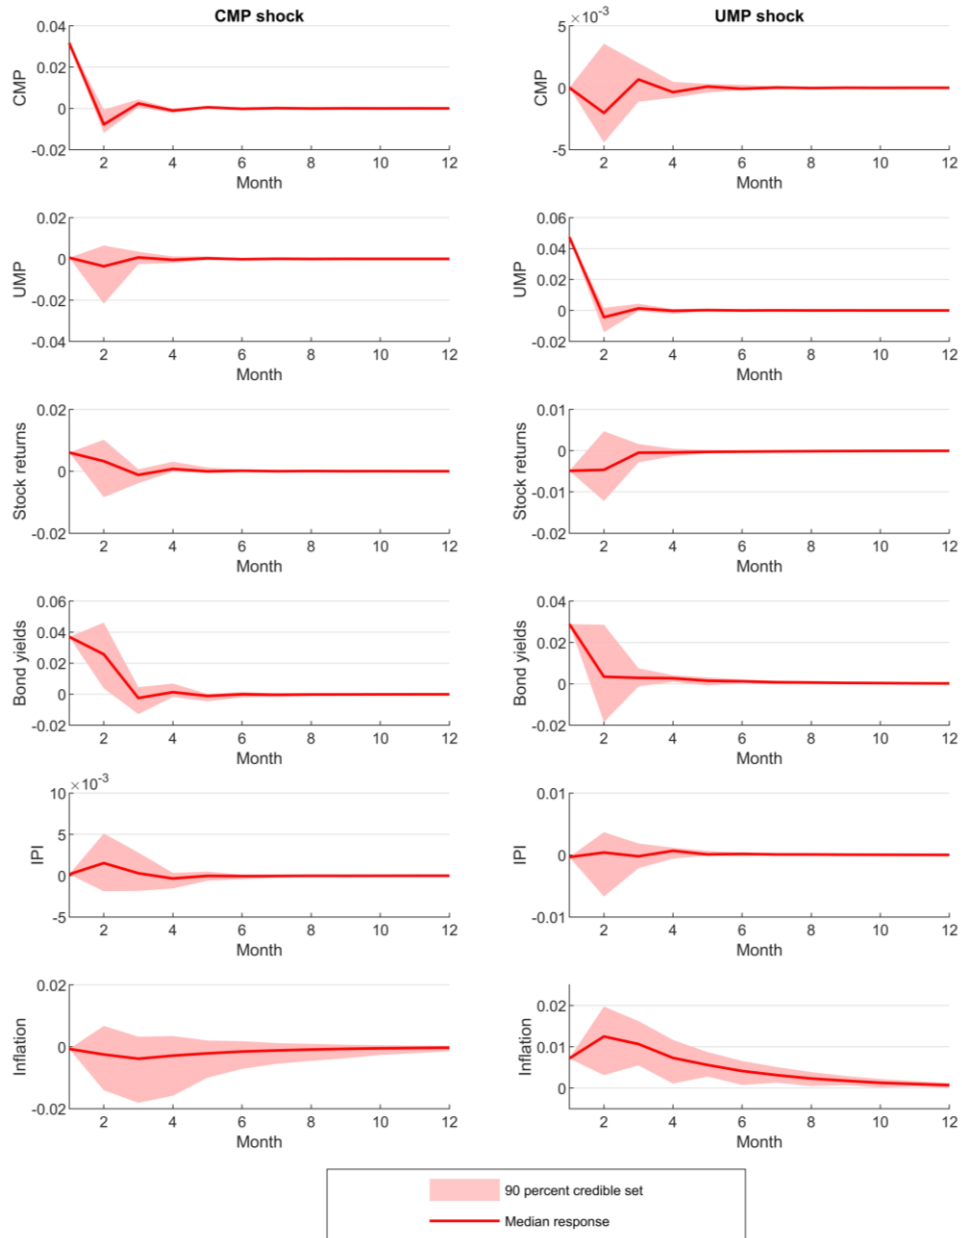 CMP shock
0.04
0.02
0
-0.02
CMP
2 4 6 8 10 12
Month
UMP shock
×10-3
5
0
-5
CMP
2 4 6 8 10 12
Month
0.02
0
-0.02
-0.04
UMP
2 4 6 8 10 12
Month
0.06
0.04
0.02
0
-0.02
UMP
2 4 6 8 10 12
Month
0.02
0
-0.02
Stock returns
2 4 6 8 10 12
Month
0.01
0
-0.01
-0.02
Stock returns
2 4 6 8 10 12
Month
0.06
0.04
0.02
0
-0.02
Bond yields
2 4 6 8 10 12
Month
0.04
0.02
0
-0.02
Bond yields
2 4 6 8 10 12
Month
×10-3
10
5
0
-5
IPI
2 4 6 8 10 12
Month
0.01
0
-0.01
IPI
2 4 6 8 10 12
Month
0.02
0
-0.02
Inflation
2 4 6 8 10 12
Month
0.02
0.01
0
Inflation
2 4 6 8 10 12
Month
90 percent credible set
Median response